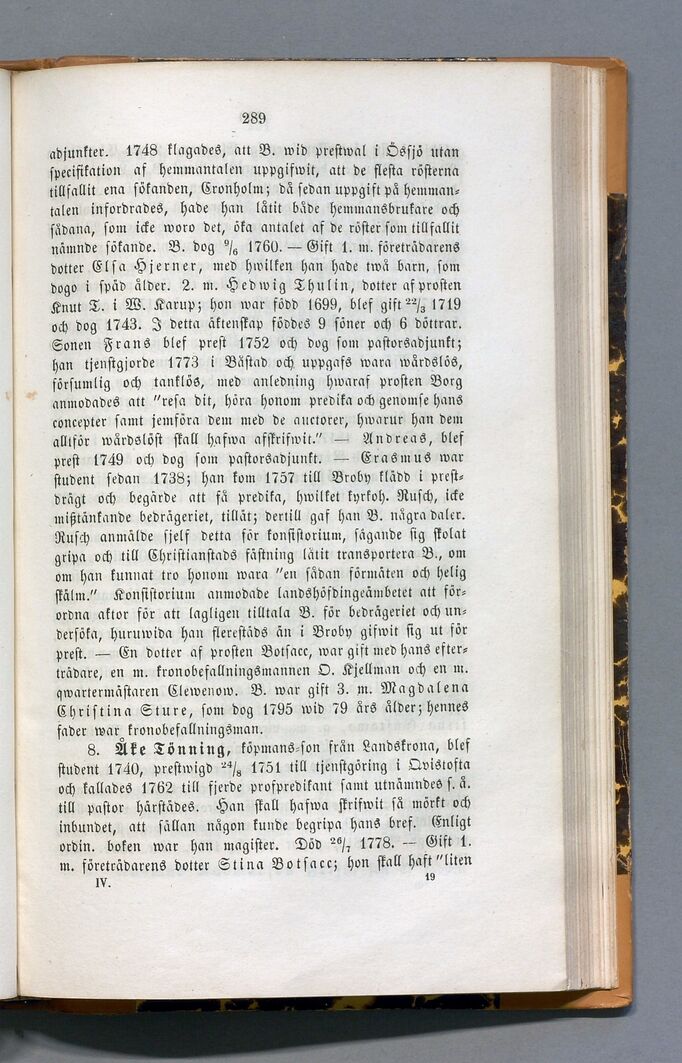 289
adjunkter. 1748 klagades, att B. wid prestwal i Össjö utan
specifikation af hemmantalen uppgifwit, att de flesta rösterna
tillfallit ena sökanden, Cronholm; då sedan uppgift på hemman-
talen infordrades, hade han låtit både hemmansbrukare och
sådana, som icke woro det, öka antalet af de röster som tillfallit
nämnde sökande. B. dog 9/6 1760. — Gift 1. m. företrädarens
dotter Elsa Hjerner, med hwilken han hade twå barn, som
dogo i späd ålder. 2. m. Hedwig Thulin, dotter af prosten
Knut T. i W. Karup; hon war född 1699, blef gift 22/3 1719
och dog 1743. I detta äktenskap föddes 9 söner och 6 döttrar.
Sonen Frans blef prest 1752 och dog som pastorsadjunkt;
han tjenstgjorde 1773 i Båstad och uppgafs wara wårdslös,
försumlig och tanklös, med anledning hwaraf prosten Borg
anmodades att "resa dit, höra honom predika och genomse hans
concepter samt jemföra dem med de auctorer, hwarur han dem
alltför wårdslöst skall hafwa afskrifwit." — Andreas, blef
prest 1749 och dog som pastorsadjunkt. — Erasmus war
student sedan 1738; han kom 1757 till Broby klädd i prest-
drägt och begärde att få predika, hwilket kyrkoh. Rusch, icke
mißtänkande bedrägeriet, tillät; dertill gaf han B. några daler.
Rusch anmälde sjelf detta för konsistorium, sägande sig skolat
gripa och till Christianstads fästning låtit transportera B., om
om han kunnat tro honom wara "en sådan förmäten och helig
skälm." Konsistorium anmodade landshöfdingeämbetet att för-
ordna aktor för att lagligen tilltala B. för bedrägeriet och un-
dersöka, huruwida han flerestäds än i Broby gifwit sig ut för
prest. — En dotter af prosten Botsacc, war gift med hans efter-
trädare, en m. kronobefallningsmannen O. Kjellman och en m.
qwartermästaren Clewenow. B. war gift 3. m. Magdalena
Christina Sture, som dog 1795 wid 79 års ålder; hennes
fader war kronobefallningsman.
8. Åke Tönning, köpmans-son från Landskrona, blef
student 1740, prestwigd 24/8 1751 till tjenstgöring i Qvistofta
och kallades 1762 till fjerde profpredikant samt utnämndes s. å.
till pastor härstädes. Han skall hafwa skrifwit så mörkt och
inbundet, att sällan någon kunde begripa hans bref. Enligt
ordin. boken war han magister. Död 26/7 1778. — Gift 1.
m. företrädarens dotter Stina Botsacc; hon skall haft "liten
IV. 19